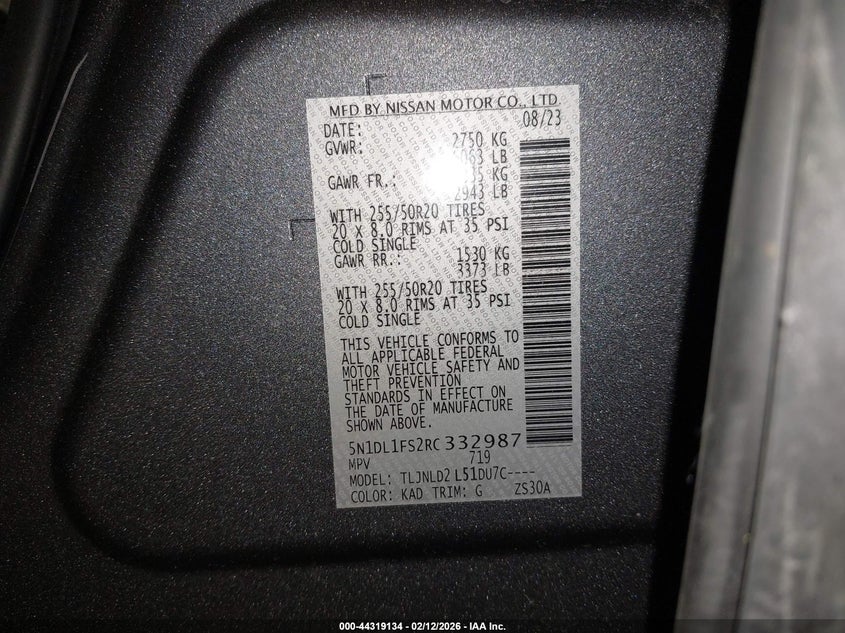 MFD BY NISSAN MOTOR CO., LTD.
DATE: 08/23
GVWR: 2750 KG
LB
GAWR FR.: KG
2943 LB
WITH 255/50R20 TIRES
20 X 8.0 RIMS AT 35 PSI
COLD SINGLE
GAWR RR.: 1530 KG
3373 LB
WITH 255/50R20 TIRES
20 X 8.0 RIMS AT 35 PSI
COLD SINGLE
THIS VEHICLE CONFORMS TO
ALL APPLICABLE FEDERAL
MOTOR VEHICLE SAFETY AND
THEFT PREVENTION
STANDARDS IN EFFECT ON
THE DATE OF MANUFACTURE
SHOWN ABOVE.
5N1DL1FS2RC332987
MPV 719
MODEL: TLJNLD2 L51DU7C----
COLOR: KAD TRIM: G ZS30A
000-44319134 - 02/12/2026 - IAA Inc.